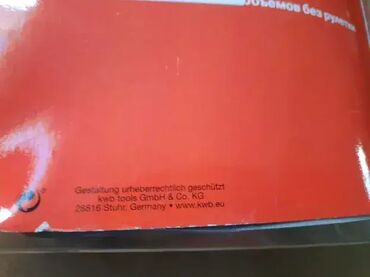 объемов без рулетки
Gestaltung urheberrechtlich geschützt
kwb tools GmbH & Co. KG
28816 Stuhr, Germany • www.kwb.eu